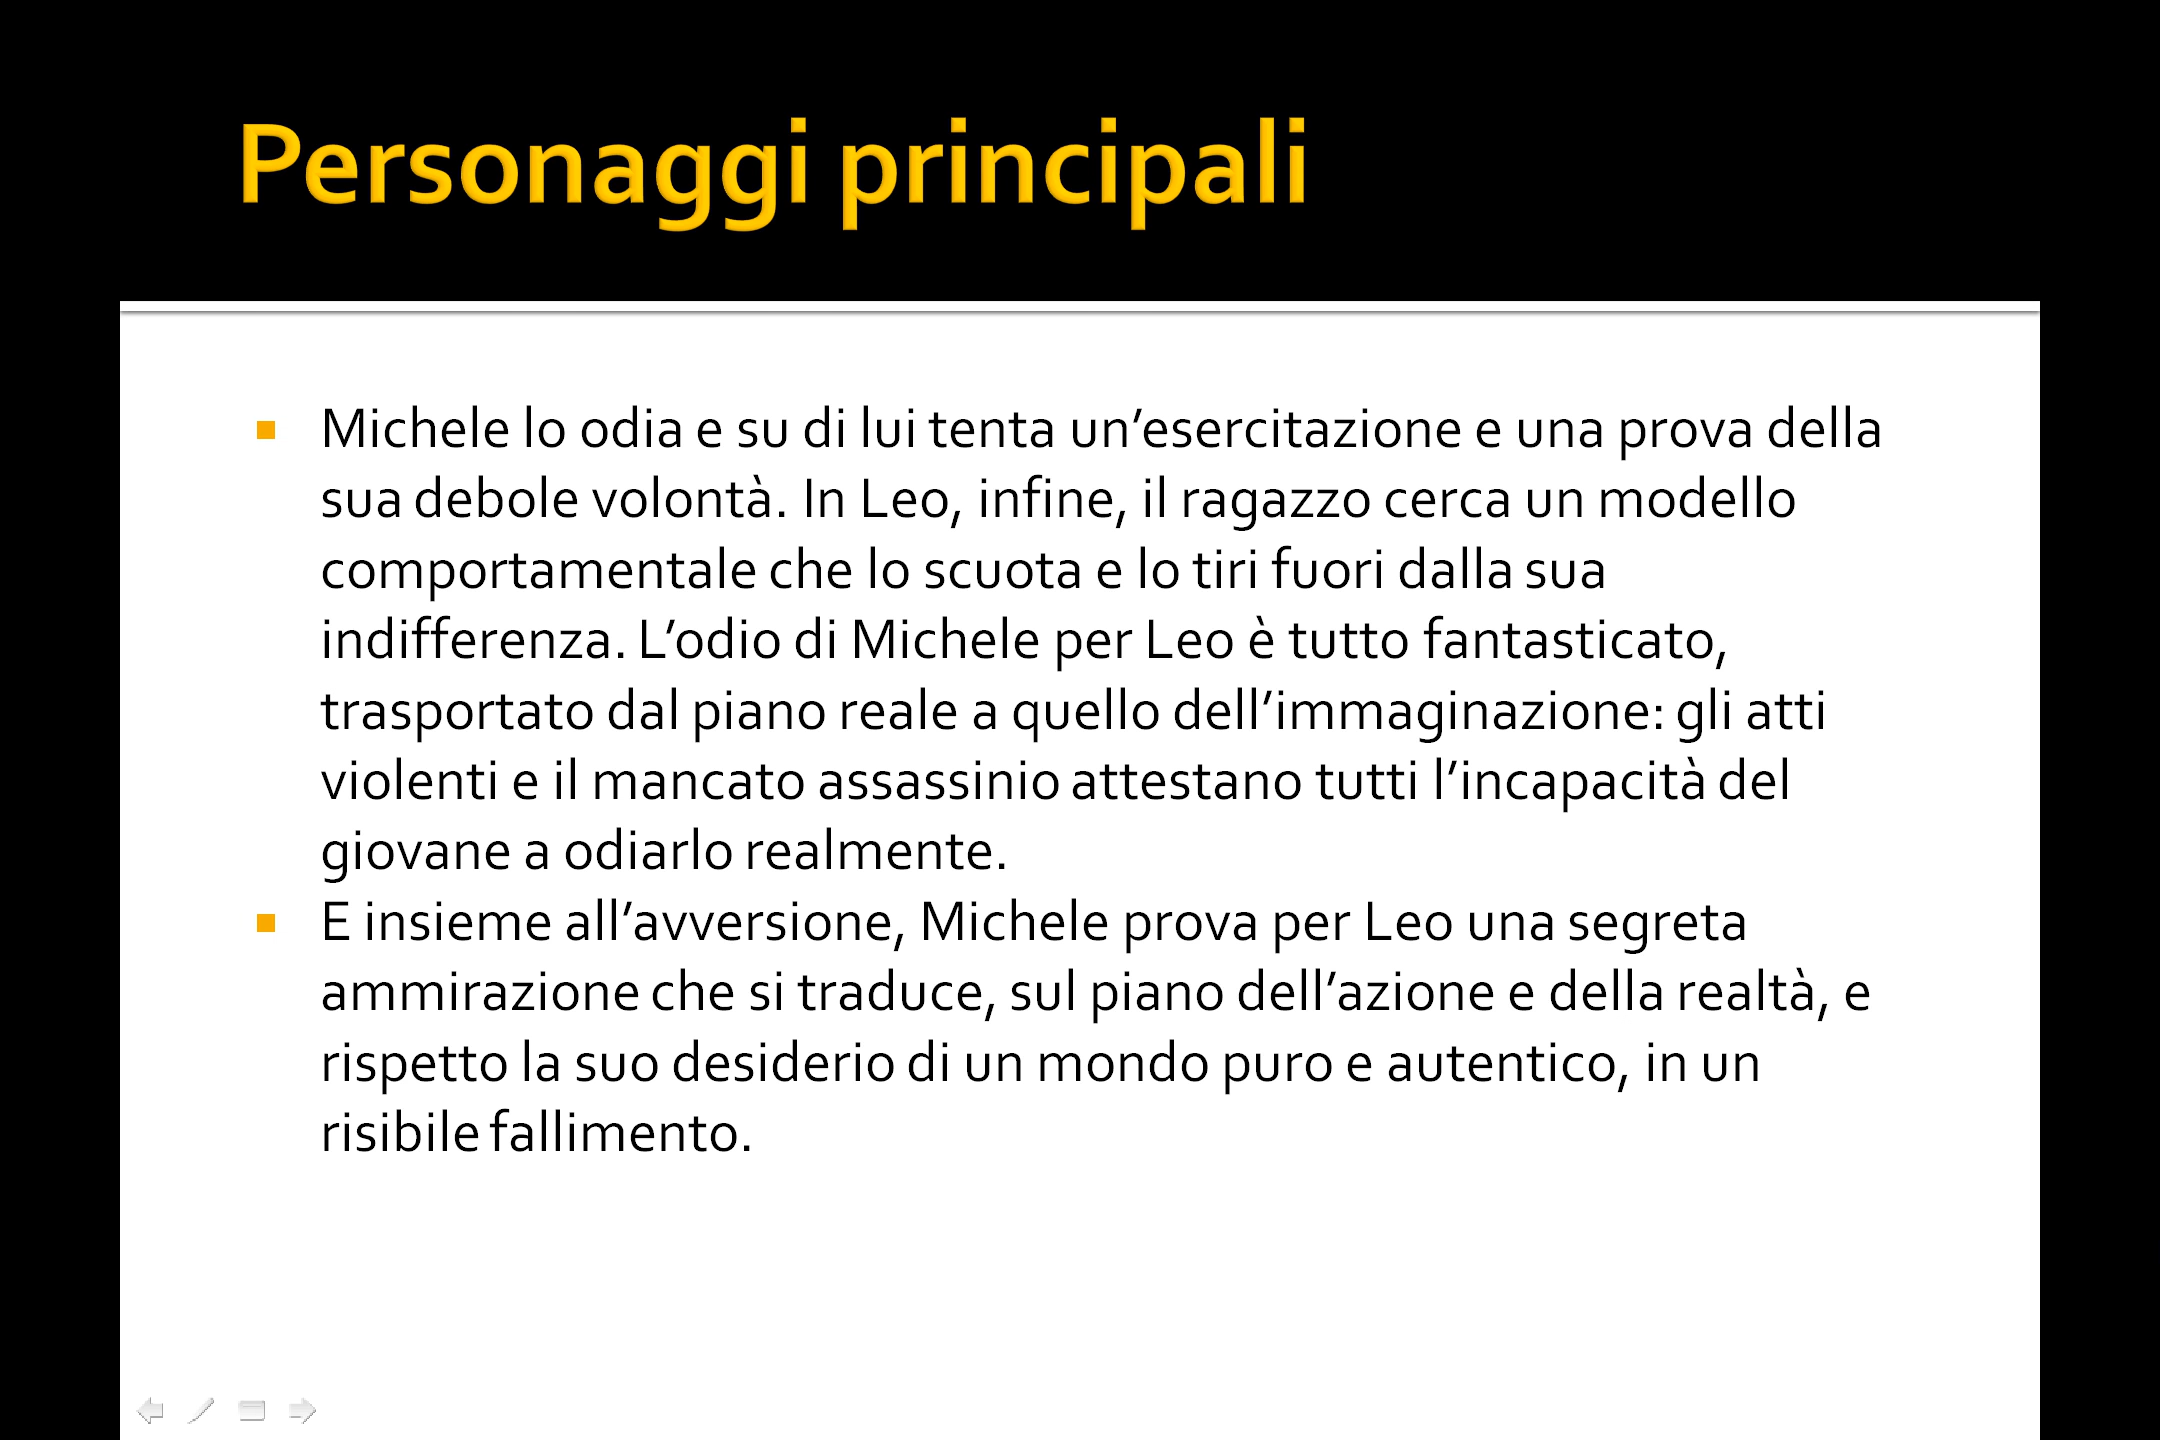 Personaggi principali
Michele lo odia e su di lui tenta un’esercitazione e una prova della
sua debole volontà. In Leo, infine, il ragazzo cerca un modello
comportamentale che lo scuota e lo tiri fuori dalla sua
indifferenza. L’odio di Michele per Leo è tutto fantasticato,
trasportato dal piano reale a quello dell’immaginazione: gli atti
violenti e il mancato assassinio attestano tutti l’incapacità del
giovane a odiarlo realmente.
E insieme all’avversione, Michele prova per Leo una segreta
ammirazione che si traduce, sul piano dell’azione e della realtà, e
rispetto la suo desiderio di un mondo puro e autentico, in un
risibile fallimento.